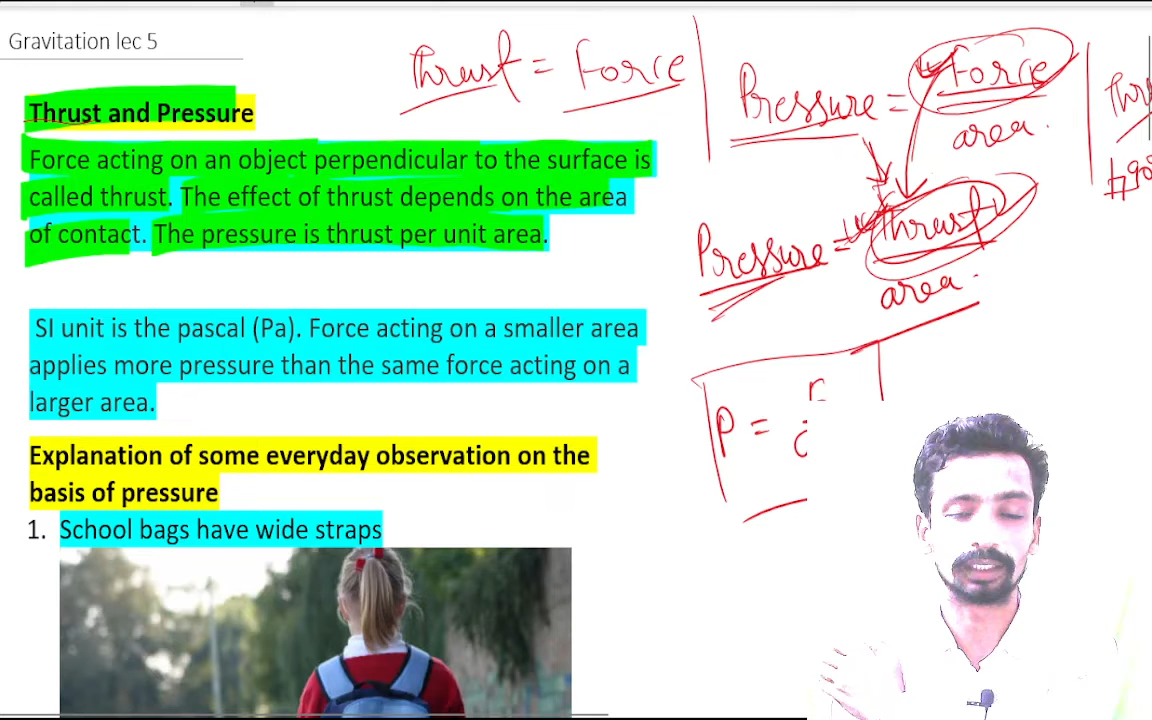 Gravitation lec 5
Thrust = Force
Pressure = Force
area.
Thrust and Pressure
Force acting on an object perpendicular to the surface is
called thrust. The effect of thrust depends on the area
of contact. The pressure is thrust per unit area.
Pressure = thrust
area.
SI unit is the pascal (Pa). Force acting on a smaller area
applies more pressure than the same force acting on a
larger area.
P =
Explanation of some everyday observation on the
basis of pressure
1. School bags have wide straps